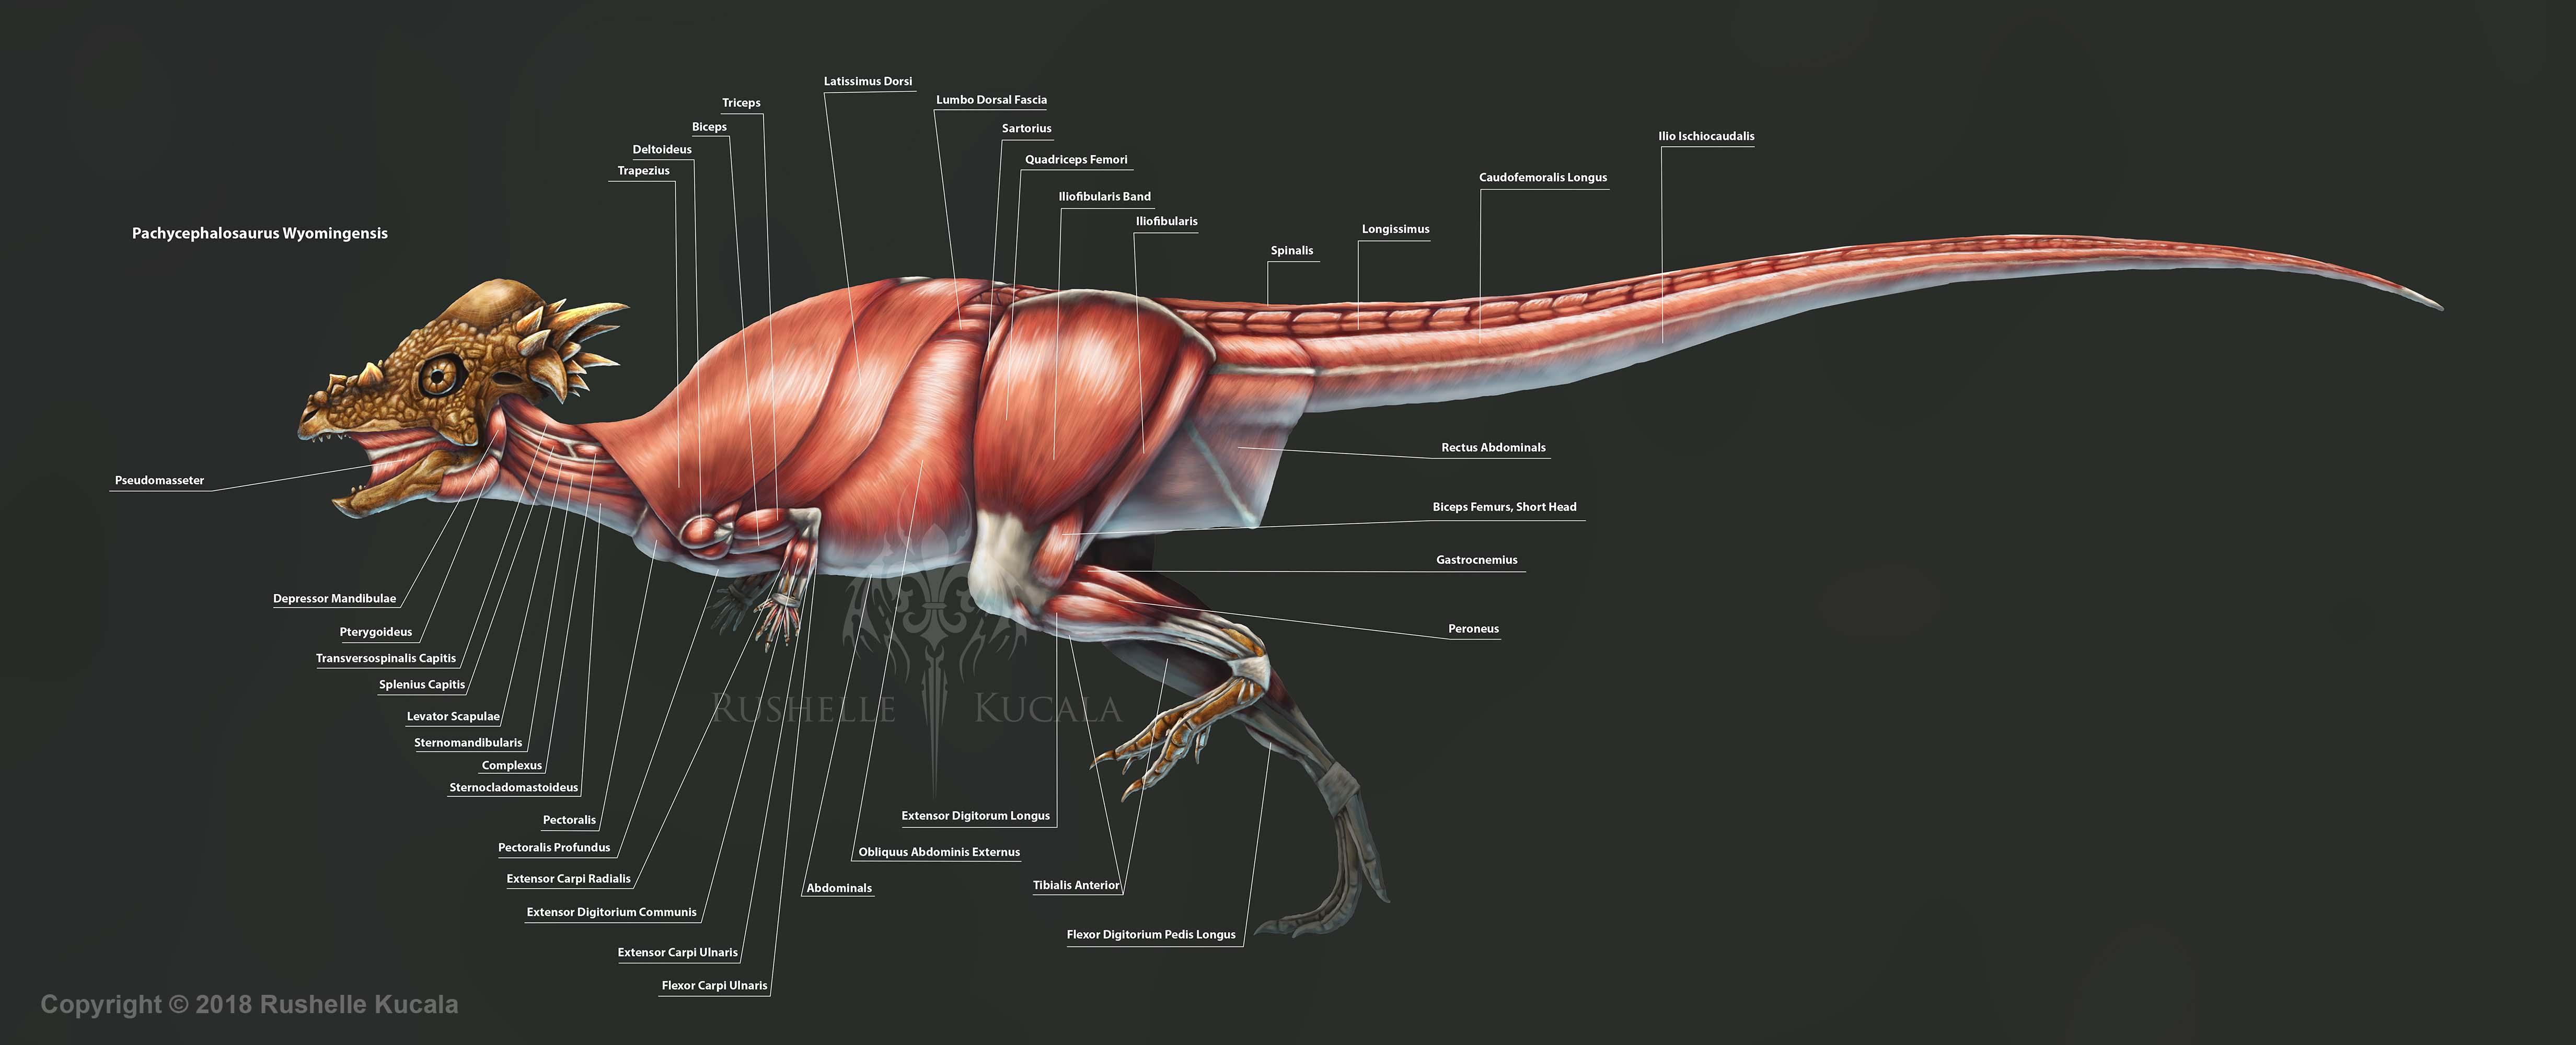 Latissimus Dorsi
Lumbo Dorsal Fascia
Triceps
Biceps
Sartorius
Ilio Ischiocaudalis
Deltoideus
Quadriceps Femori
Trapezius
Caudofemoralis Longus
Iliofibularis Band
Iliofibularis
Longissimus
Pachycephalosaurus Wyomingensis
Spinalis
Rectus Abdominals
Pseudomasseter
Biceps Femurs, Short Head
Gastrocnemius
Depressor Mandibulae
Peroneus
Pterygoideus
Transversospinalis Capitis
Splenius Capitis
Rushelle Kucala
Levator Scapulae
Sternomandibularis
Complexus
Sternocladomastoideus
Extensor Digitorum Longus
Pectoralis
Pectoralis Profundus
Obliquus Abdominis Externus
Extensor Carpi Radialis
Abdominals
Tibialis Anterior
Extensor Digitorium Communis
Flexor Digitorium Pedis Longus
Extensor Carpi Ulnaris
Flexor Carpi Ulnaris
Copyright © 2018 Rushelle Kucala